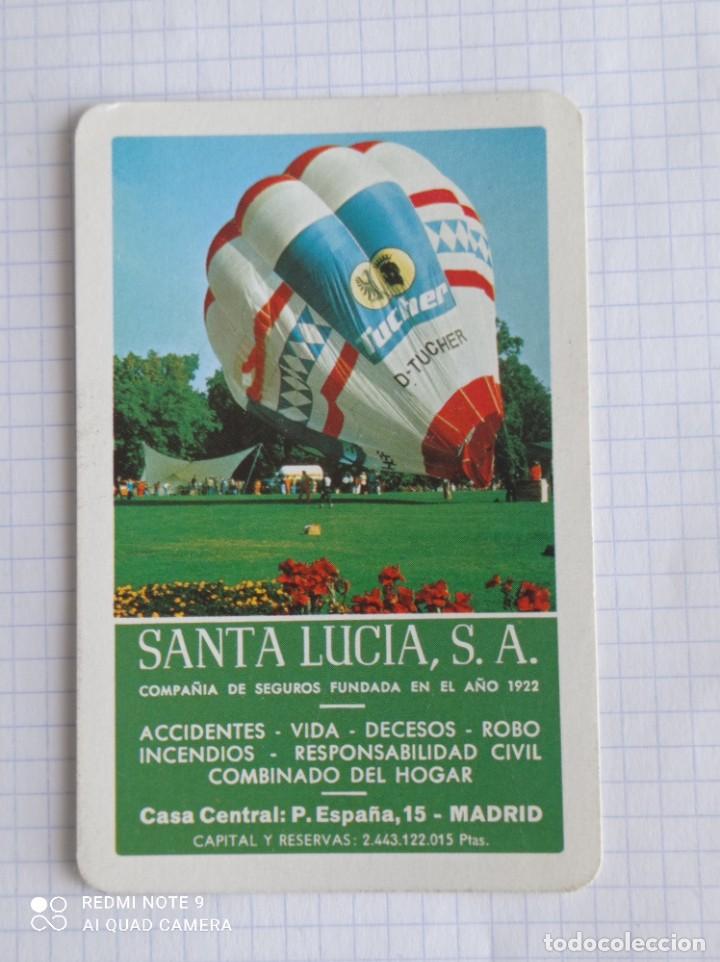 Tucher
D-TUCHER
SANTA LUCIA, S. A.
COMPAÑIA DE SEGUROS FUNDADA EN EL AÑO 1922
ACCIDENTES - VIDA - DECESOS - ROBO
INCENDIOS - RESPONSABILIDAD CIVIL
COMBINADO DEL HOGAR
Casa Central: P. España, 15 - MADRID
CAPITAL Y RESERVAS: 2.443.122.015 Ptas.
REDMI NOTE 9
AI QUAD CAMERA
todocoleccion